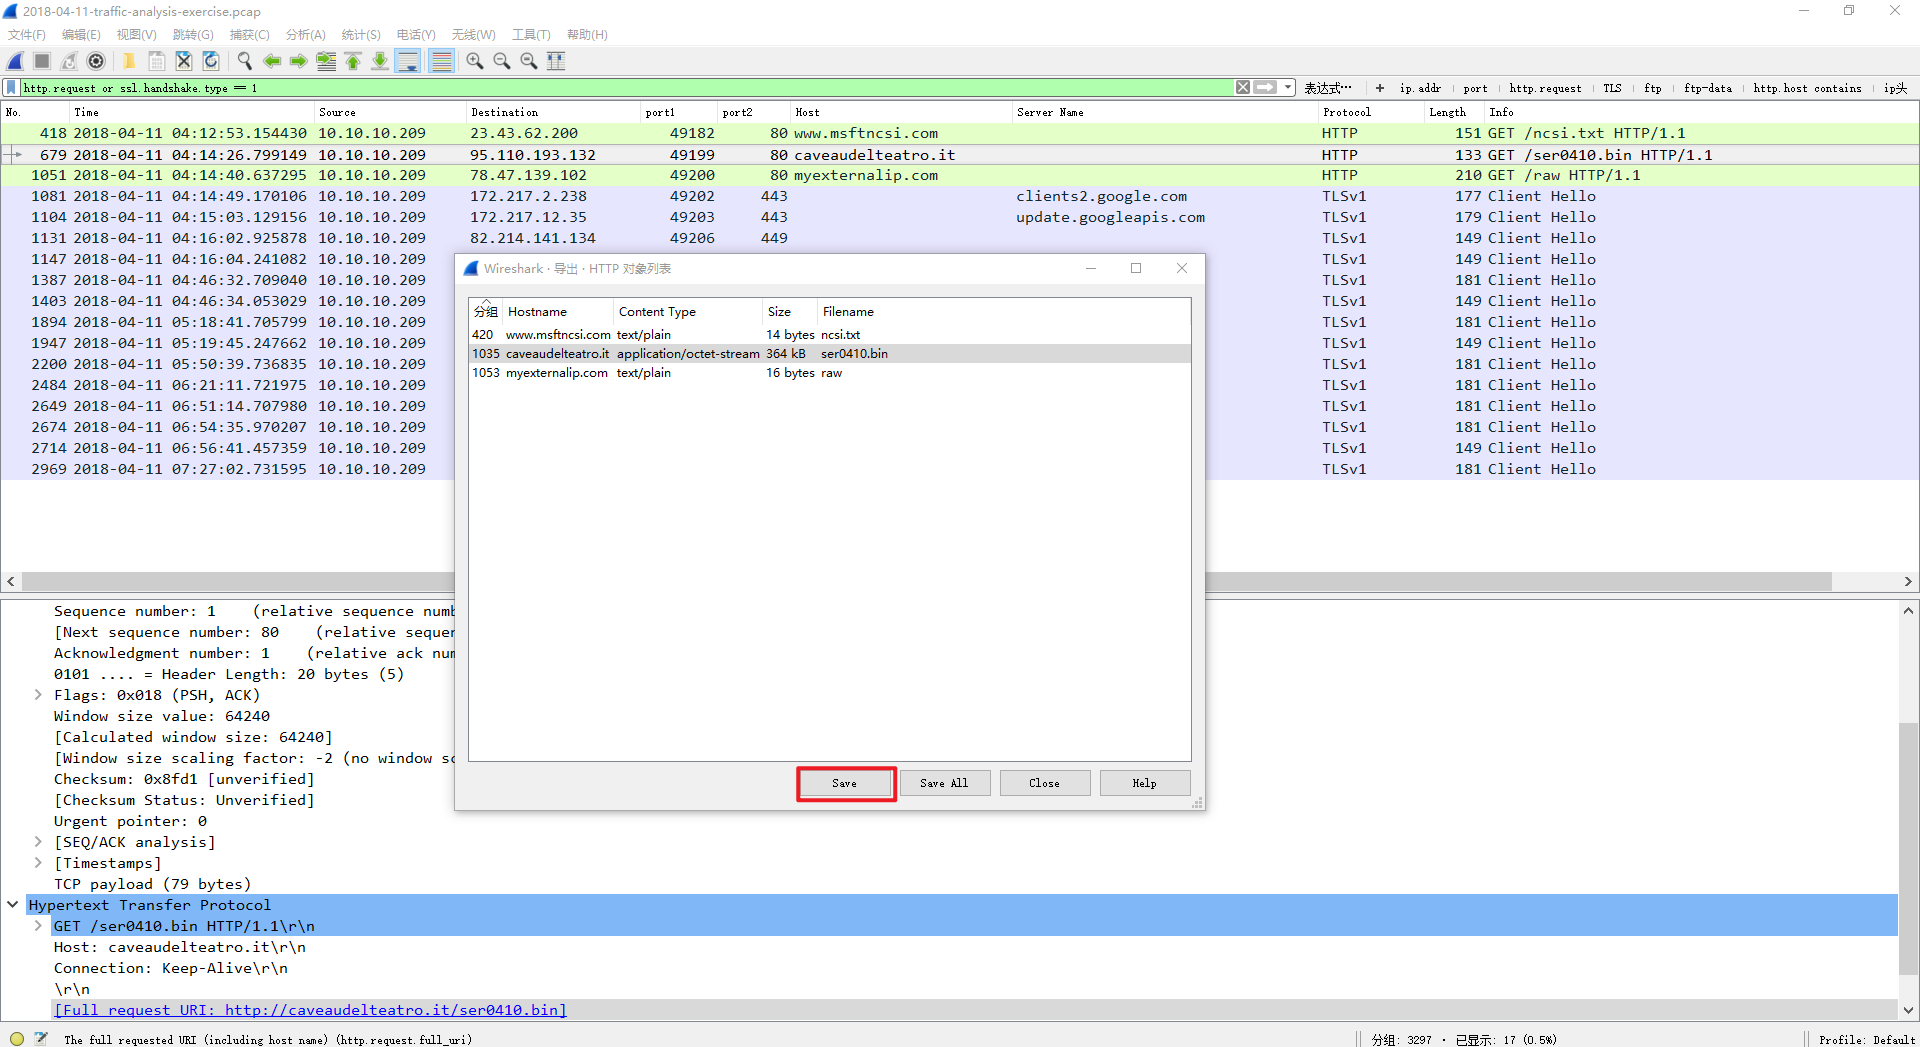 2018-04-11-traffic-analysis-exercise.pcap
文件(F) 编辑(E) 视图(V) 跳转(G) 捕获(C) 分析(A) 统计(S) 电话(Y) 无线(W) 工具(T) 帮助(H)
http.request or ssl.handshake.type == 1 表达式… + ip.addr port http.request TLS ftp ftp-data http.host contains ip头
No. Time Source Destination port1 port2 Host Server Name Protocol Length Info
418 2018-04-11 04:12:53.154430 10.10.10.209 23.43.62.200 49182 80 www.msftncsi.com HTTP 151 GET /ncsi.txt HTTP/1.1
679 2018-04-11 04:14:26.799149 10.10.10.209 95.110.193.132 49199 80 caveaudelteatro.it HTTP 133 GET /ser0410.bin HTTP/1.1
1051 2018-04-11 04:14:40.637295 10.10.10.209 78.47.139.102 49200 80 myexternalip.com HTTP 210 GET /raw HTTP/1.1
1081 2018-04-11 04:14:49.170106 10.10.10.209 172.217.2.238 49202 443 clients2.google.com TLSv1 177 Client Hello
1104 2018-04-11 04:15:03.129156 10.10.10.209 172.217.12.35 49203 443 update.googleapis.com TLSv1 179 Client Hello
1131 2018-04-11 04:16:02.925878 10.10.10.209 82.214.141.134 49206 449 TLSv1 149 Client Hello
1147 2018-04-11 04:16:04.241082 10.10.10.209 TLSv1 149 Client Hello
1387 2018-04-11 04:46:32.709040 10.10.10.209 TLSv1 181 Client Hello
1403 2018-04-11 04:46:34.053029 10.10.10.209 TLSv1 149 Client Hello
1894 2018-04-11 05:18:41.705799 10.10.10.209 TLSv1 181 Client Hello
1947 2018-04-11 05:19:45.247662 10.10.10.209 TLSv1 149 Client Hello
2200 2018-04-11 05:50:39.736835 10.10.10.209 TLSv1 181 Client Hello
2484 2018-04-11 06:21:11.721975 10.10.10.209 TLSv1 181 Client Hello
2649 2018-04-11 06:51:14.707980 10.10.10.209 TLSv1 181 Client Hello
2674 2018-04-11 06:54:35.970207 10.10.10.209 TLSv1 181 Client Hello
2714 2018-04-11 06:56:41.457359 10.10.10.209 TLSv1 149 Client Hello
2969 2018-04-11 07:27:02.731595 10.10.10.209 TLSv1 181 Client Hello
Wireshark · 导出 · HTTP 对象列表
分组 Hostname Content Type Size Filename
420 www.msftncsi.com text/plain 14 bytes ncsi.txt
1035 caveaudelteatro.it application/octet-stream 364 kB ser0410.bin
1053 myexternalip.com text/plain 16 bytes raw
Save Save All Close Help
Sequence number: 1 (relative sequence num
[Next sequence number: 80 (relative sequen
Acknowledgment number: 1 (relative ack num
0101 .... = Header Length: 20 bytes (5)
Flags: 0x018 (PSH, ACK)
Window size value: 64240
[Calculated window size: 64240]
[Window size scaling factor: -2 (no window sc
Checksum: 0x8fd1 [unverified]
[Checksum Status: Unverified]
Urgent pointer: 0
[SEQ/ACK analysis]
[Timestamps]
TCP payload (79 bytes)
Hypertext Transfer Protocol
GET /ser0410.bin HTTP/1.1\r\n
Host: caveaudelteatro.it\r\n
Connection: Keep-Alive\r\n
\r\n
[Full request URI: http://caveaudelteatro.it/ser0410.bin]
The full requested URI (including host name) (http.request.full_uri) 分组: 3297 · 已显示: 17 (0.5%) Profile: Default